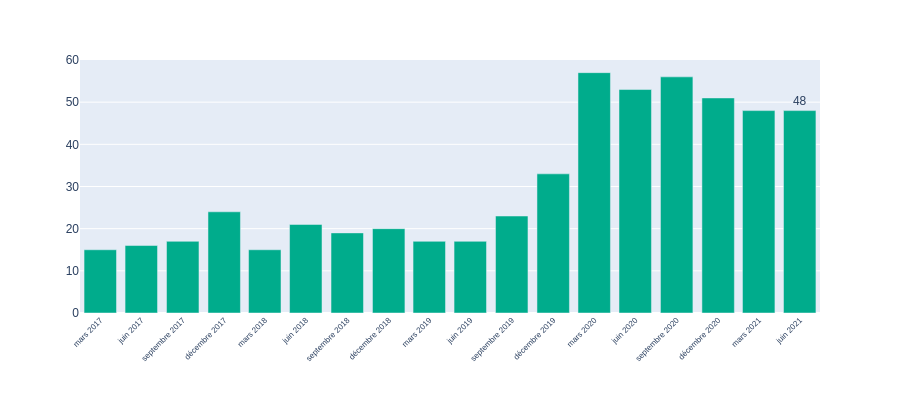 60
50
40
30
20
10
0
48
mars 2017
juin 2017
septembre 2017
décembre 2017
mars 2018
juin 2018
septembre 2018
décembre 2018
mars 2019
juin 2019
septembre 2019
décembre 2019
mars 2020
juin 2020
septembre 2020
décembre 2020
mars 2021
juin 2021